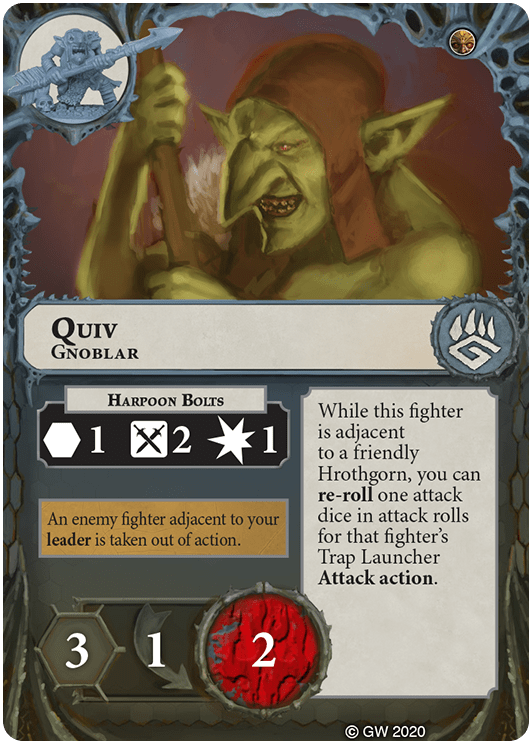 Quiv
Gnoblar
Harpoon Bolts
1 2 1
An enemy fighter adjacent to your
leader is taken out of action.
While this fighter
is adjacent
to a friendly
Hrothgorn, you can
re-roll one attack
dice in attack rolls
for that fighter's
Trap Launcher
Attack action.
3 1 2
© GW 2020